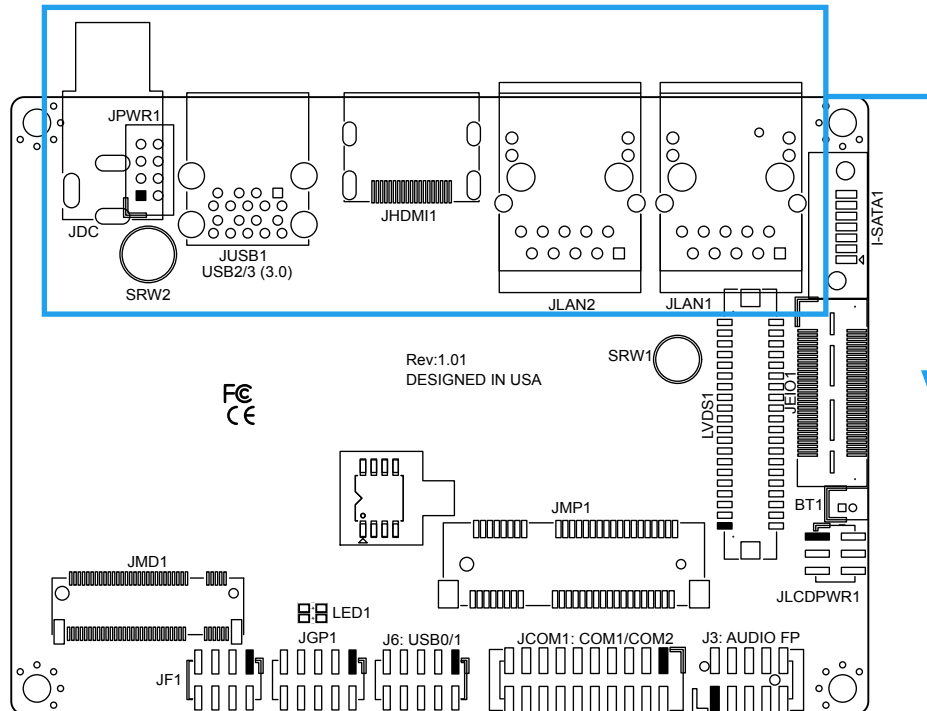 JPWR1
I-SATA1
JHDMI1
JDC
JUSB1
USB2/3 (3.0)
SRW2
JLAN2
JLAN1
SRW1
Rev:1.01
DESIGNED IN USA
JEIO1
LVDS1
FC
CE
BT1
JMP1
JMD1
JLCDPWR1
LED1
JGP1
J6: USB0/1
JCOM1: COM1/COM2
J3: AUDIO FP
JF1